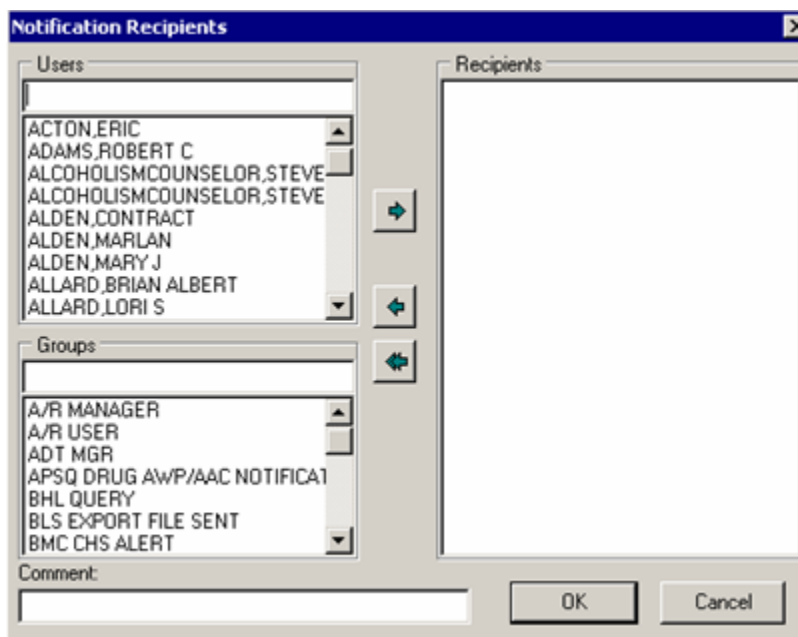 Notification Recipients
Users
ACTON,ERIC
ADAMS,ROBERT C
ALCOHOLISMCOUNSELOR,STEVE
ALCOHOLISMCOUNSELOR,STEVE
ALDEN,CONTRACT
ALDEN,MARLAN
ALDEN,MARY J
ALLARD,BRIAN ALBERT
ALLARD,LORI S
Groups
A/R MANAGER
A/R USER
ADT MGR
APSQ DRUG AWP/AAC NOTIFICAT
BHL QUERY
BLS EXPORT FILE SENT
BMC CHS ALERT
Recipients
Comment:
OK
Cancel